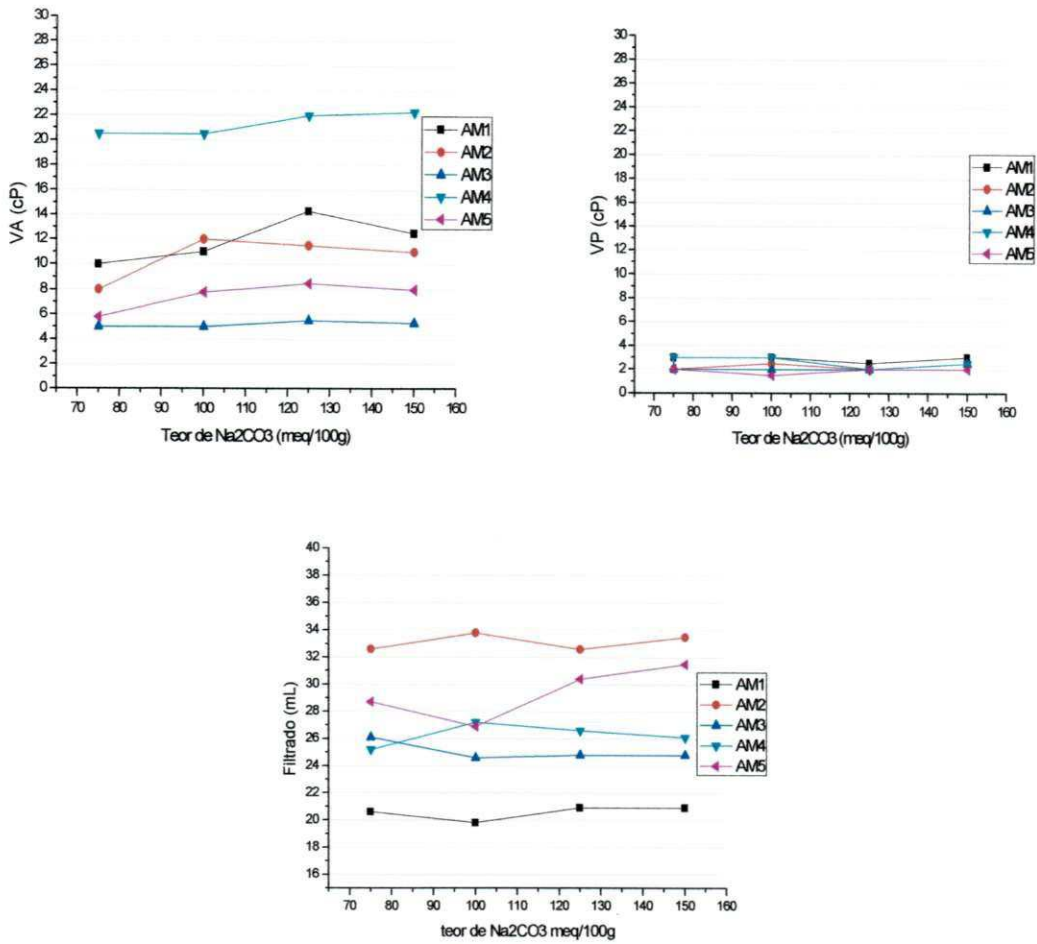 30
28
26
24
22
20
18
16
14
12
10
8
6
4
2
0
VA (cP)
70 80 90 100 110 120 130 140 150 160
Teor de Na2CO3 (meq/100g)
AM1
AM2
AM3
AM4
AM5
30
28
26
24
22
20
18
16
14
12
10
8
6
4
2
0
VP (cP)
70 80 90 100 110 120 130 140 150 160
Teor de Na2CO3 (meq/100g)
AM1
AM2
AM3
AM4
AM5
40
38
36
34
32
30
28
26
24
22
20
18
16
Filtrado (mL)
70 80 90 100 110 120 130 140 150 160
teor de Na2CO3 meq/100g
AM1
AM2
AM3
AM4
AM5